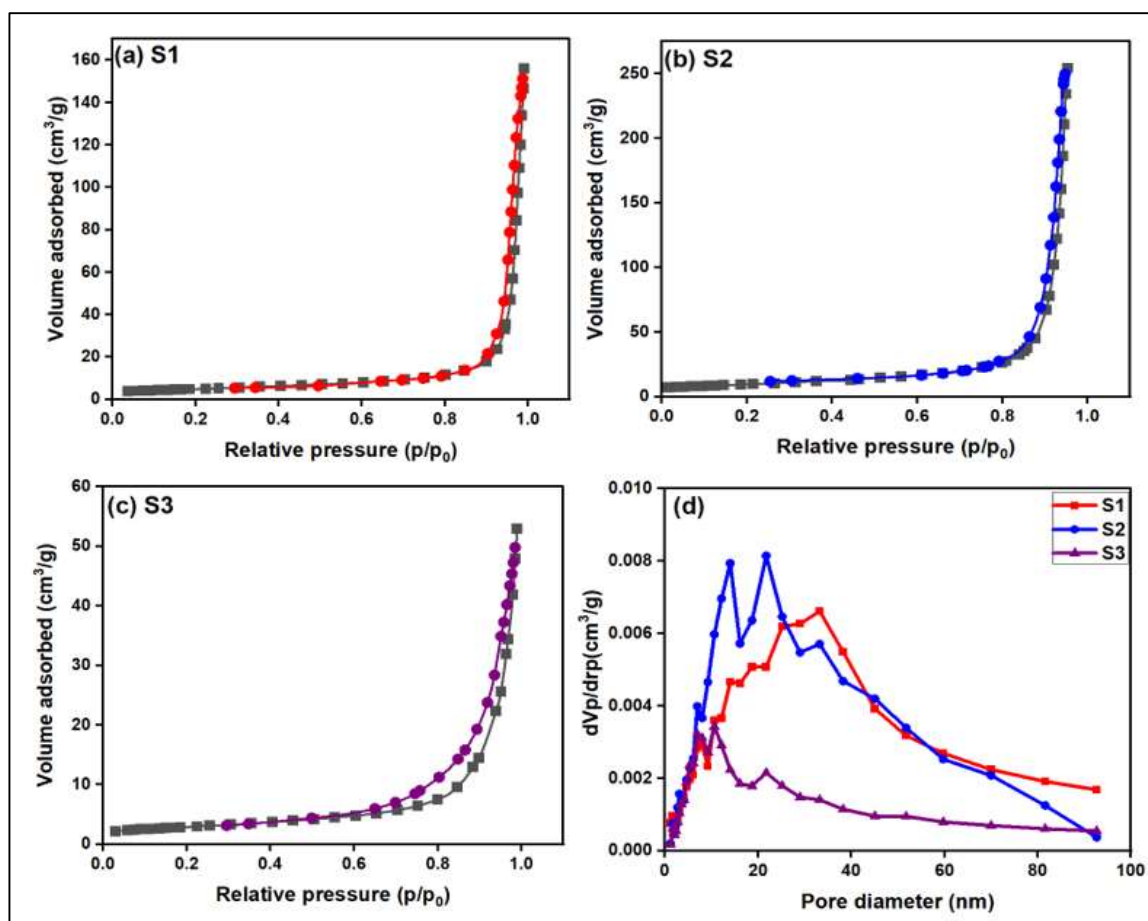 (a) S1
Volume adsorbed (cm³/g)
160
140
120
100
80
60
40
20
0
0.0 0.2 0.4 0.6 0.8 1.0
Relative pressure (p/p₀)
(b) S2
Volume adsorbed (cm³/g)
250
200
150
100
50
0
0.0 0.2 0.4 0.6 0.8 1.0
Relative pressure (p/p₀)
(c) S3
Volume adsorbed (cm³/g)
60
50
40
30
20
10
0
0.0 0.2 0.4 0.6 0.8 1.0
Relative pressure (p/p₀)
(d)
S1
S2
S3
dVp/drp(cm³/g)
0.010
0.008
0.006
0.004
0.002
0.000
0 20 40 60 80 100
Pore diameter (nm)